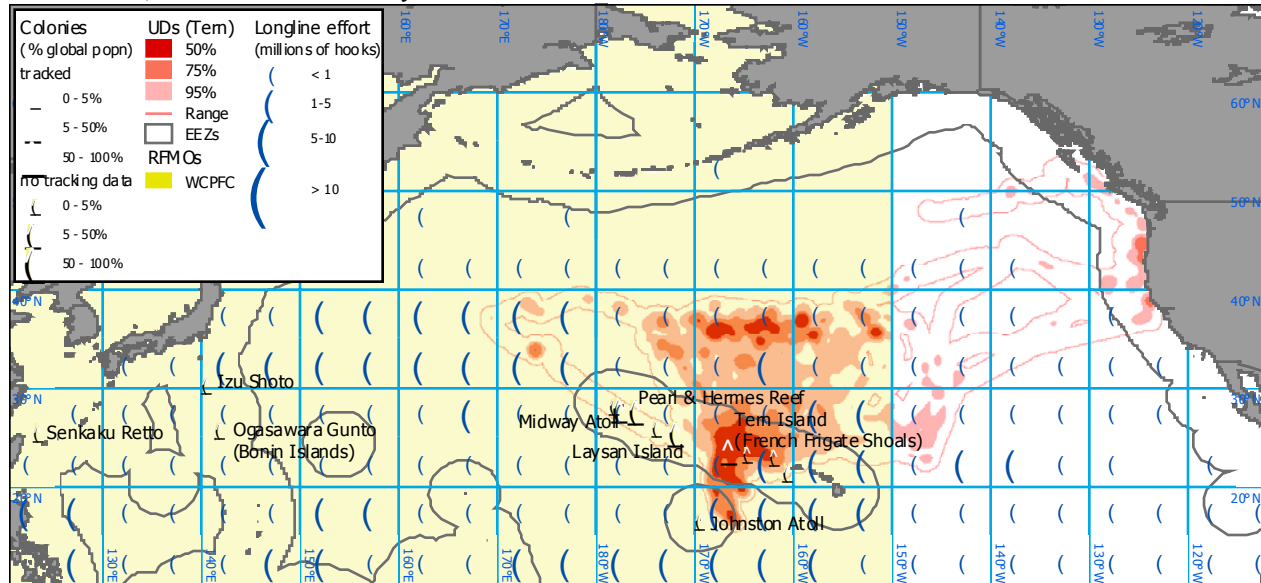 Colonies
(% global popn)
tracked
0 - 5%
5 - 50%
50 - 100%
no tracking data
0 - 5%
5 - 50%
50 - 100%
UDs (Tern)
50%
75%
95%
Range
EEZs
RFMOs
WCPFC
Longline effort
(millions of hooks)
< 1
1-5
5-10
> 10
160°E
170°E
180°W
170°W
160°W
150°W
140°W
130°W
120°W
60°N
50°N
40°N
40°N
30°N
30°N
20°N
20°N
Izu Shoto
Senkaku Retto
Ogasawara Gunto
(Bonin Islands)
Pearl & Hermes Reef
Midway Atoll
Laysan Island
Tern Island
(French Frigate Shoals)
Johnston Atoll
130°E
140°E
150°E
160°E
170°E
180°W
170°W
160°W
150°W
140°W
130°W
120°W